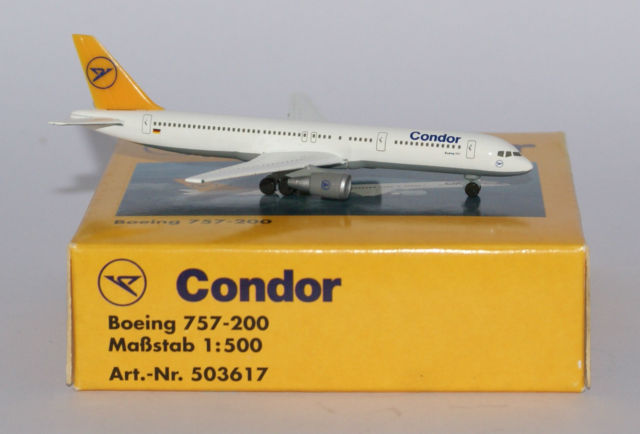 Condor
Boeing 757-200
Condor
Boeing 757-200
Maßstab 1:500
Art.-Nr. 503617